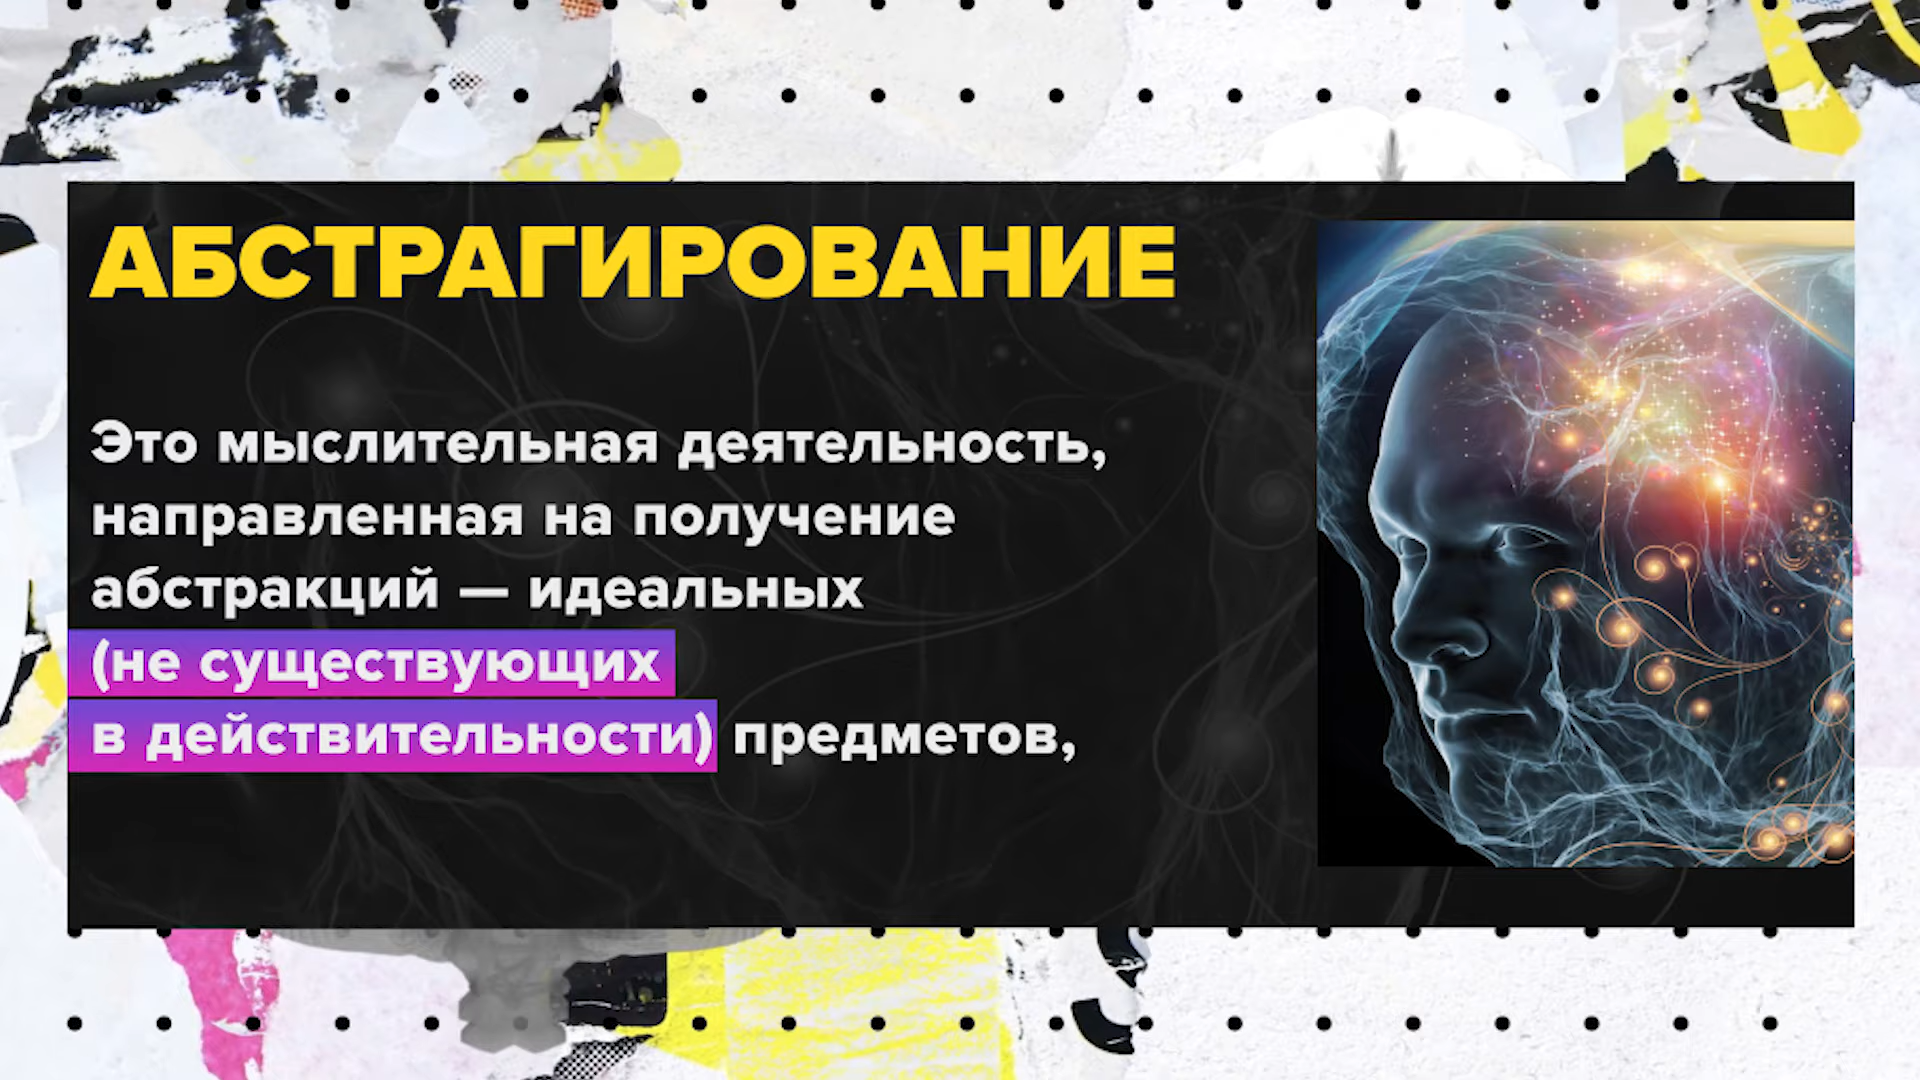 АБСТРАГИРОВАНИЕ
Это мыслительная деятельность,
направленная на получение
абстракций — идеальных
(не существующих
в действительности) предметов,